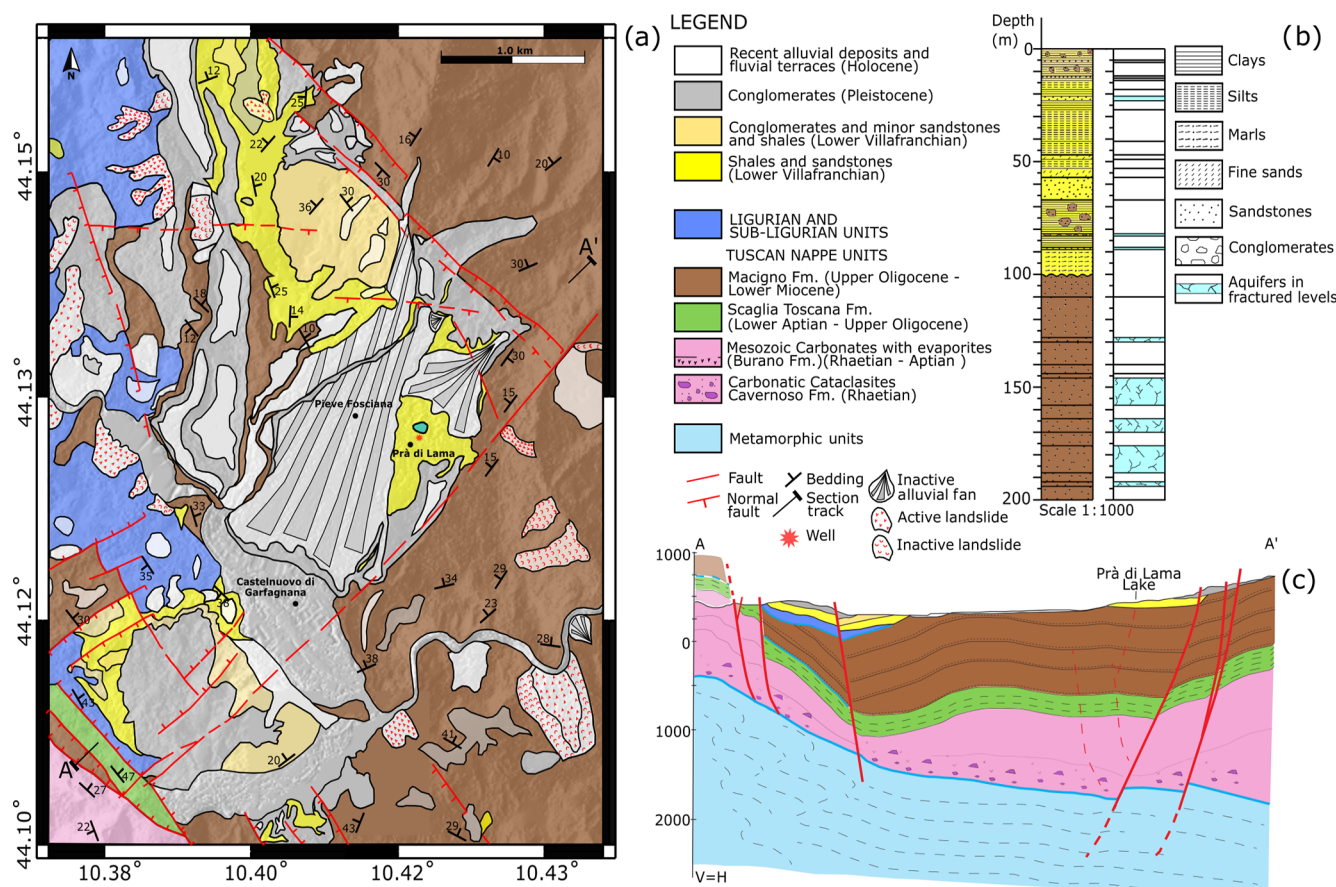 (a)
N
1.0 km
12
25
22
20
36
30
30
16
10
20
30
A'
18
12
25
14
10
30
15
15
Pieve Fosciana
Prà di Lama
33
35
36
30
Castelnuovo di
Garfagnana
34
29
23
28
38
43
41
20
47
A
27
22
43
29
44.15°
44.13°
44.12°
44.10°
10.38°
10.40°
10.42°
10.43°
LEGEND
Recent alluvial deposits and
fluvial terraces (Holocene)
Conglomerates (Pleistocene)
Conglomerates and minor sandstones
and shales (Lower Villafranchian)
Shales and sandstones
(Lower Villafranchian)
LIGURIAN AND
SUB-LIGURIAN UNITS
TUSCAN NAPPE UNITS
Macigno Fm. (Upper Oligocene -
Lower Miocene)
Scaglia Toscana Fm.
(Lower Aptian - Upper Oligocene)
Mesozoic Carbonates with evaporites
(Burano Fm.)(Rhaetian - Aptian )
Carbonatic Cataclasites
Cavernoso Fm. (Rhaetian)
Metamorphic units
Fault
Normal
fault
Bedding
Section
track
Well
Inactive
alluvial fan
Active landslide
Inactive landslide
Depth
(m)
(b)
0
50
100
150
200
Scale 1:1000
Clays
Silts
Marls
Fine sands
Sandstones
Conglomerates
Aquifers in
fractured levels
A
A'
(c)
Prà di Lama
Lake
1000
0
1000
2000
V=H